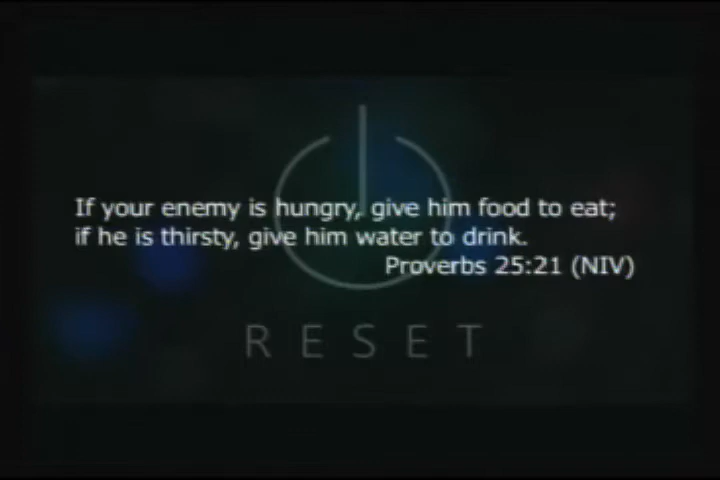 If your enemy is hungry, give him food to eat;
if he is thirsty, give him water to drink.
Proverbs 25:21 (NIV)
RESET